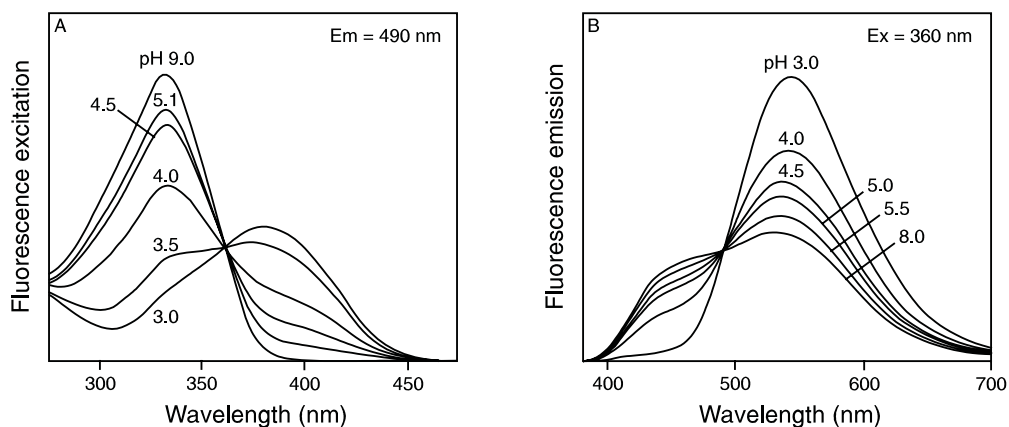 A
Em = 490 nm
pH 9.0
5.1
4.5
4.0
3.5
3.0
Fluorescence excitation
300
350
400
450
Wavelength (nm)
B
Ex = 360 nm
pH 3.0
4.0
4.5
5.0
5.5
8.0
Fluorescence emission
400
500
600
700
Wavelength (nm)